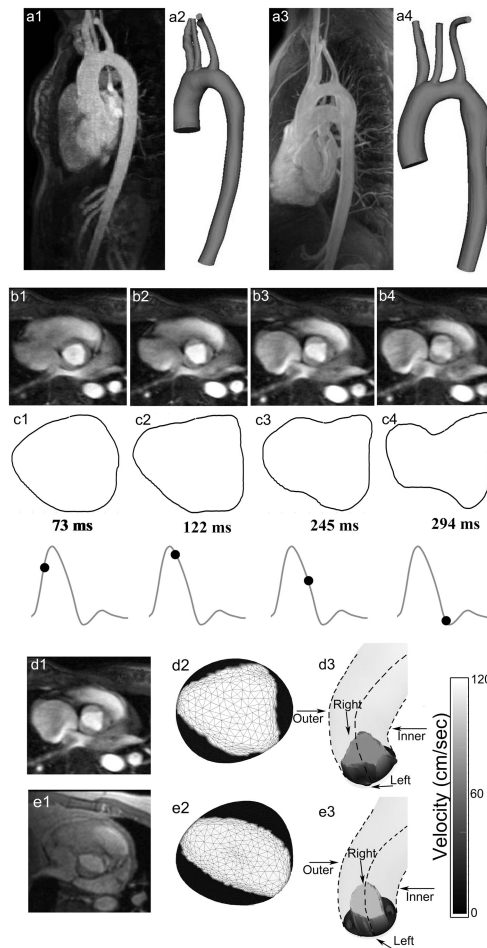 a1
a2
a3
a4
b1
b2
b3
b4
c1
c2
c3
c4
73 ms
122 ms
245 ms
294 ms
d1
d2
d3
Right
Outer
Inner
Left
e1
e2
e3
Right
Outer
Inner
Left
120
60
0
Velocity (cm/sec)